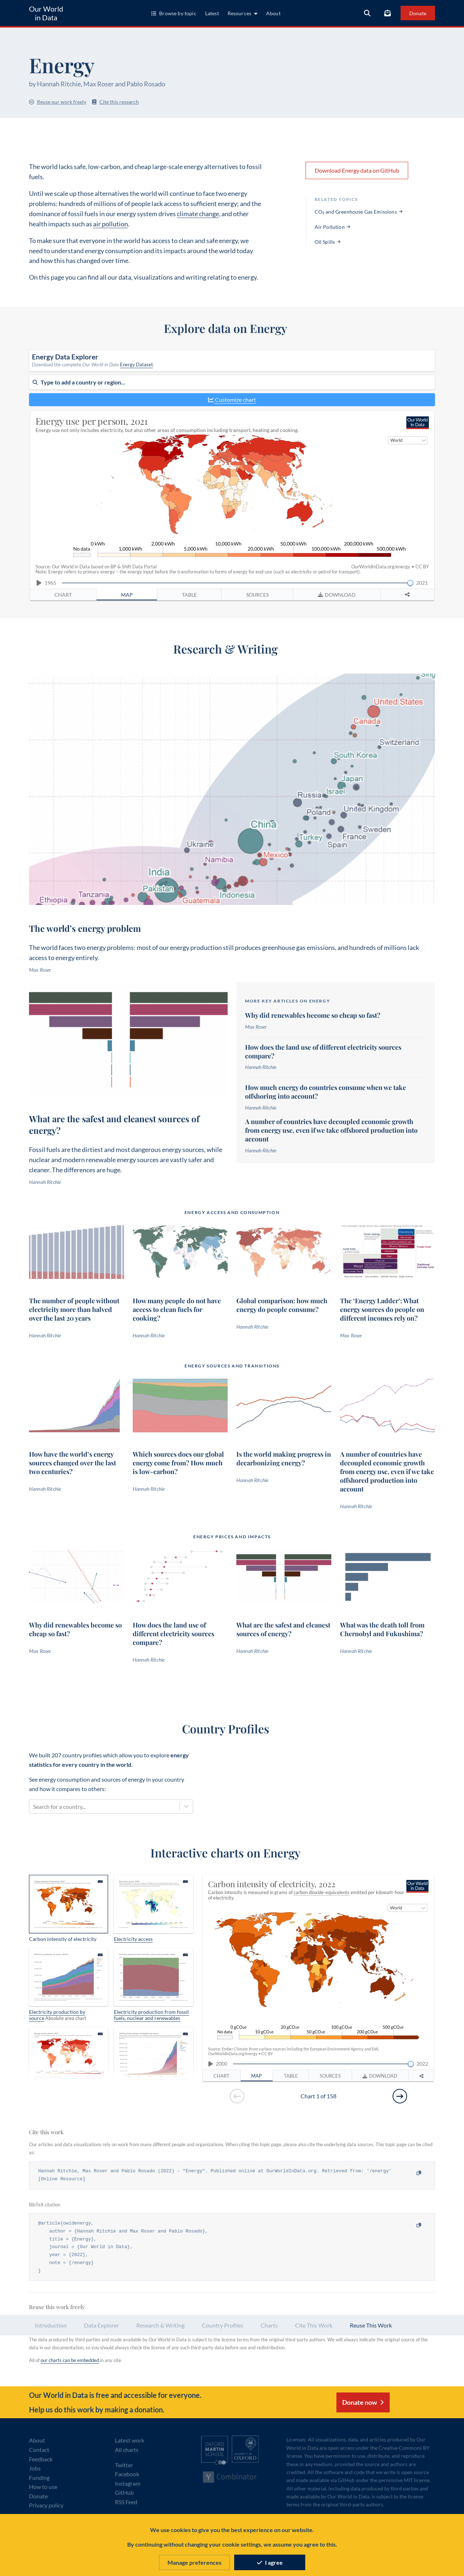 Our World
in Data
Browse by topic
Latest
Resources
About
Donate
Energy
by Hannah Ritchie, Max Roser and Pablo Rosado
Reuse our work freely
Cite this research
The world lacks safe, low-carbon, and cheap large-scale energy alternatives to fossil
fuels.
Until we scale up those alternatives the world will continue to face two energy
problems: hundreds of millions of of people lack access to sufficient energy; and the
dominance of fossil fuels in our energy system drives climate change, and other
health impacts such as air pollution.
To make sure everyone in the world has access to clean and safe energy, we
need to understand energy consumption and its impacts around the world today
and how this has changed over time.
On this page you can find all our data, visualizations and writing relating to energy.
Download Energy data on GitHub
RELATED TOPICS
CO₂ and Greenhouse Gas Emissions
Air Pollution
Oil Spills
Explore data on Energy
Energy Data Explorer
Download the complete Our World in Data Energy Dataset.
Type to add a country or region...
Customize chart
Energy use per person, 2021
Energy use not only includes electricity, but also other areas of consumption including transport, heating and cooking.
Our World
in Data
World
No data
0 kWh
1,000 kWh
2,000 kWh
5,000 kWh
10,000 kWh
20,000 kWh
50,000 kWh
100,000 kWh
200,000 kWh
500,000 kWh
Source: Our World in Data based on BP & Shift Data Portal
OurWorldInData.org/energy • CC BY
Note: Energy refers to primary energy – the energy input before the transformation to forms of energy for end-use (such as electricity or petrol for transport).
1965
2021
CHART
MAP
TABLE
SOURCES
DOWNLOAD
Research & Writing
Sing
United States
Canada
Switzerland
South Korea
Japan
Israel
Russia
United Kingdom
Poland
China
Sweden
Turkey
France
Ukraine
Spain
Mexico
Namibia
India
Pakistan
Indonesia
Tanzania
Ethiopia
Guatemala
The world's energy problem
The world faces two energy problems: most of our energy production still produces greenhouse gas emissions, and hundreds of millions lack
access to energy entirely.
Max Roser
What are the safest and cleanest sources of
energy?
Fossil fuels are the dirtiest and most dangerous energy sources, while
nuclear and modern renewable energy sources are vastly safer and
cleaner. The differences are huge.
Hannah Ritchie
MORE KEY ARTICLES ON ENERGY
Why did renewables become so cheap so fast?
Max Roser
How does the land use of different electricity sources
compare?
Hannah Ritchie
How much energy do countries consume when we take
offshoring into account?
Hannah Ritchie
A number of countries have decoupled economic growth
from energy use, even if we take offshored production into
account
Hannah Ritchie
ENERGY ACCESS AND CONSUMPTION
The number of people without
electricity more than halved
over the last 20 years
Hannah Ritchie
How many people do not have
access to clean fuels for
cooking?
Hannah Ritchie
Global comparison: how much
energy do people consume?
Hannah Ritchie
The 'Energy Ladder': What
energy sources do people on
different incomes rely on?
Max Roser
ENERGY SOURCES AND TRANSITIONS
How have the world's energy
sources changed over the last
two centuries?
Hannah Ritchie
Which sources does our global
energy come from? How much
is low-carbon?
Hannah Ritchie
Is the world making progress in
decarbonizing energy?
Hannah Ritchie
A number of countries have
decoupled economic growth
from energy use, even if we take
offshored production into
account
Hannah Ritchie
ENERGY PRICES AND IMPACTS
Why did renewables become so
cheap so fast?
Max Roser
How does the land use of
different electricity sources
compare?
Hannah Ritchie
What are the safest and cleanest
sources of energy?
Hannah Ritchie
What was the death toll from
Chernobyl and Fukushima?
Hannah Ritchie
Country Profiles
We built 207 country profiles which allow you to explore energy
statistics for every country in the world.
See energy consumption and sources of energy in your country
and how it compares to others:
Search for a country...
Interactive charts on Energy
Carbon intensity of electricity
Electricity access
Electricity production by
source Absolute area chart
Electricity production from fossil
fuels, nuclear and renewables
Carbon intensity of electricity, 2022
Carbon intensity is measured in grams of carbon dioxide-equivalents emitted per kilowatt-hour
of electricity.
Our World
in Data
World
No data
0 gCO₂e
10 gCO₂e
20 gCO₂e
50 gCO₂e
100 gCO₂e
200 gCO₂e
500 gCO₂e
Source: Ember Climate (from various sources including the European Environment Agency and EIA)
OurWorldInData.org/energy • CC BY
2000
2022
CHART
MAP
TABLE
SOURCES
DOWNLOAD
Chart 1 of 158
Cite this work
Our articles and data visualizations rely on work from many different people and organizations. When citing this topic page, please also cite the underlying data sources. This topic page can be cited
as:
Hannah Ritchie, Max Roser and Pablo Rosado (2022) - "Energy". Published online at OurWorldInData.org. Retrieved from: '/energy'
[Online Resource]
BibTeX citation
@article{owidenergy,
author = {Hannah Ritchie and Max Roser and Pablo Rosado},
title = {Energy},
journal = {Our World in Data},
year = {2022},
note = {/energy}
}
Reuse this work freely
Introduction
Data Explorer
Research & Writing
Country Profiles
Charts
Cite This Work
Reuse This Work
The data produced by third parties and made available by Our World in Data is subject to the license terms from the original third-party authors. We will always indicate the original source of the
data in our documentation, so you should always check the license of any such third-party data before use and redistribution.
All of our charts can be embedded in any site.
Our World in Data is free and accessible for everyone.
Help us do this work by making a donation.
Donate now
About
Contact
Feedback
Jobs
Funding
How to use
Donate
Privacy policy
Latest work
All charts
Twitter
Facebook
Instagram
GitHub
RSS Feed
OXFORD
MARTIN
SCHOOL
UNIVERSITY OF
OXFORD
Y Combinator
Licenses: All visualizations, data, and articles produced by Our
World in Data are open access under the Creative Commons BY
license. You have permission to use, distribute, and reproduce
these in any medium, provided the source and authors are
credited. All the software and code that we write is open source
and made available via GitHub under the permissive MIT license.
All other material, including data produced by third parties and
made available by Our World in Data, is subject to the license
terms from the original third-party authors.
We use cookies to give you the best experience on our website.
By continuing without changing your cookie settings, we assume you agree to this.
Manage preferences
I agree